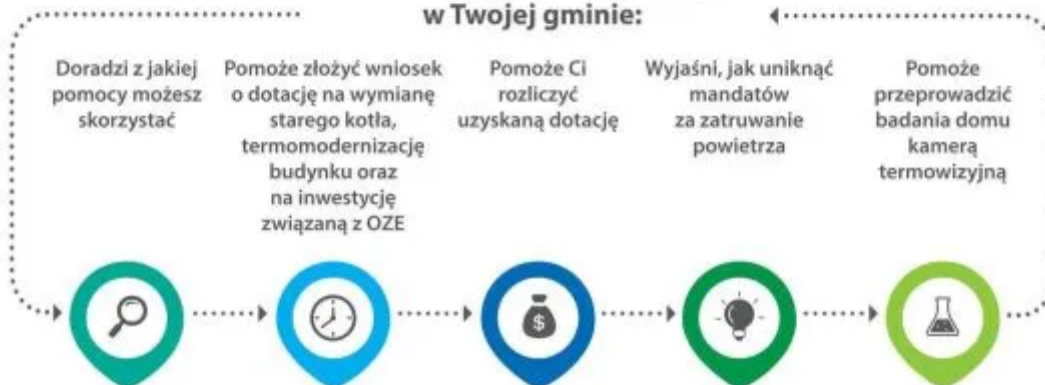 w Twojej gminie:
Doradzi z jakiej
pomocy możesz
skorzystać
Pomoże złożyć wniosek
o dotację na wymianę
starego kotła,
termomodernizację
budynku oraz
na inwestycję
związaną z OZE
Pomoże Ci
rozliczyć
uzyskaną dotację
Wyjaśni, jak uniknąć
mandatów
za zatruwanie
powietrza
Pomoże
przeprowadzić
badania domu
kamerą
termowizyjną
$